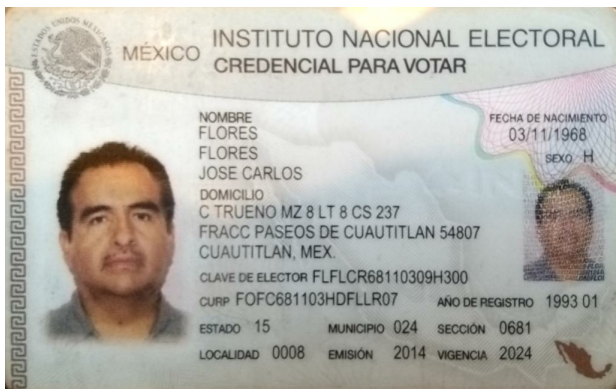 ESTADOS UNIDOS MEXICANOS
MÉXICO INSTITUTO NACIONAL ELECTORAL
CREDENCIAL PARA VOTAR
NOMBRE
FLORES
FLORES
JOSE CARLOS
FECHA DE NACIMIENTO
03/11/1968
SEXO H
DOMICILIO
C TRUENO MZ 8 LT 8 CS 237
FRACC PASEOS DE CUAUTITLAN 54807
CUAUTITLAN, MEX.
CLAVE DE ELECTOR FLFLCR68110309H300
CURP FOFC681103HDFLLR07 AÑO DE REGISTRO 1993 01
ESTADO 15 MUNICIPIO 024 SECCIÓN 0681
LOCALIDAD 0008 EMISIÓN 2014 VIGENCIA 2024